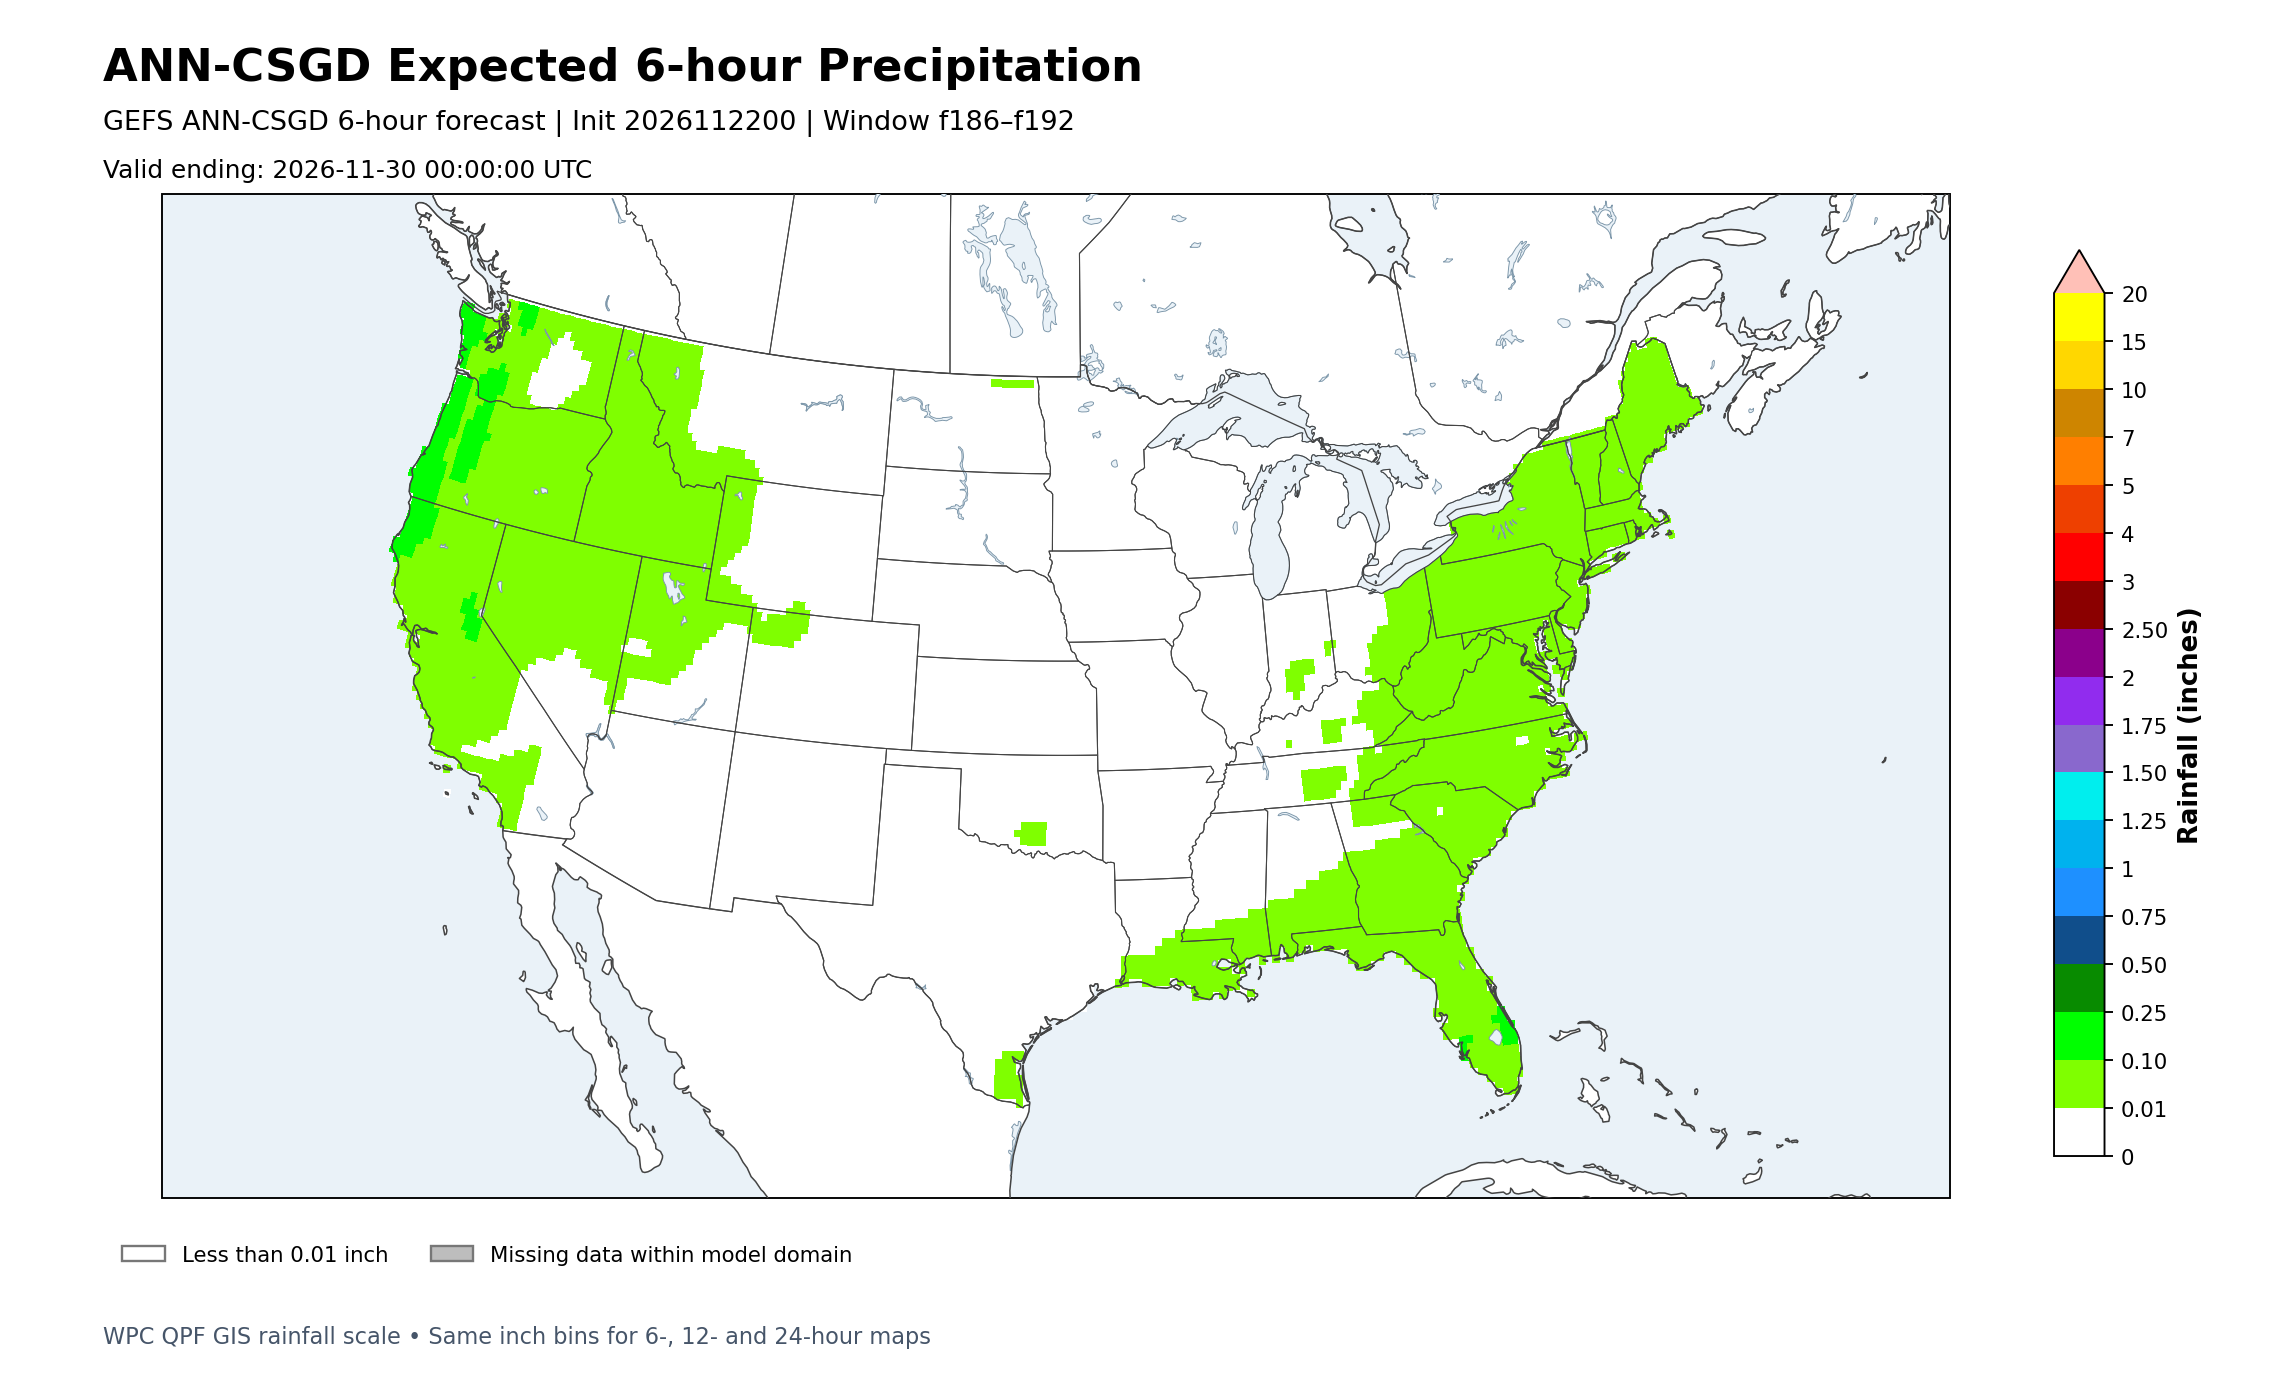 ANN-CSGD Expected 6-hour Precipitation
GEFS ANN-CSGD 6-hour forecast | Init 2026112200 | Window f186–f192
Valid ending: 2026-11-30 00:00:00 UTC
20
15
10
7
5
4
3
2.50
2
1.75
1.50
1.25
1
0.75
0.50
0.25
0.10
0.01
0
Rainfall (inches)
Less than 0.01 inch
Missing data within model domain
WPC QPF GIS rainfall scale • Same inch bins for 6-, 12- and 24-hour maps